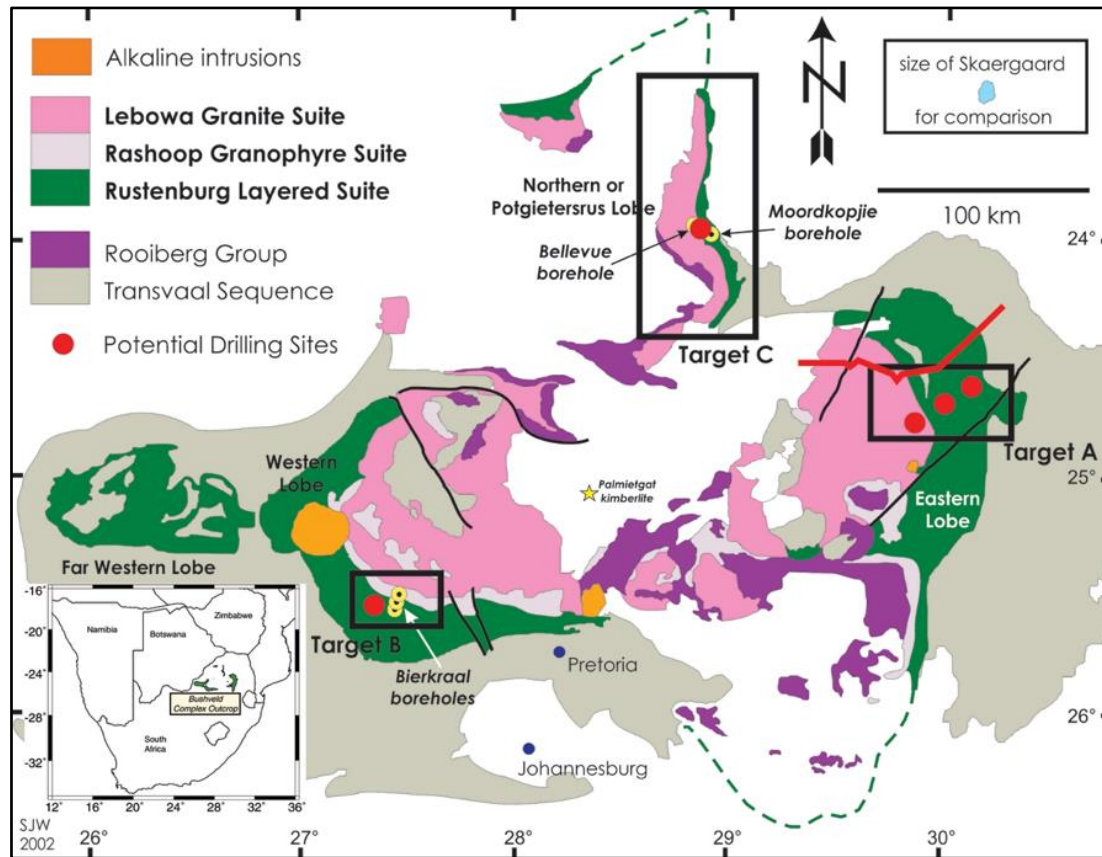 Alkaline intrusions
Lebowa Granite Suite
Rashoop Granophyre Suite
Rustenburg Layered Suite
Rooiberg Group
Transvaal Sequence
Potential Drilling Sites
N
size of Skaergaard
for comparison
100 km
Northern or
Potgietersrus Lobe
Bellevue
borehole
Moordkopjie
borehole
24°
Target C
Target A
25°
Western
Lobe
Palmietgat
kimberlite
Eastern
Lobe
Far Western Lobe
Target B
Bierkraal
boreholes
Pretoria
Johannesburg
26°
-16
-20
-24
-28
-32
Namibia
Botswana
Zimbabwe
Bushveld
Complex Outcrop
South
Africa
12° 16° 20° 24° 28° 32° 36°
SJW
2002
26° 27° 28° 29° 30°